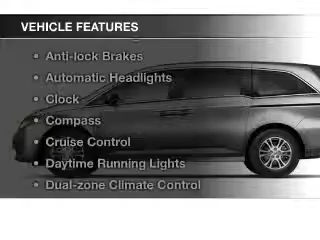 VEHICLE FEATURES
• Anti-lock Brakes
• Automatic Headlights
• Clock
• Compass
• Cruise Control
• Daytime Running Lights
• Dual-zone Climate Control